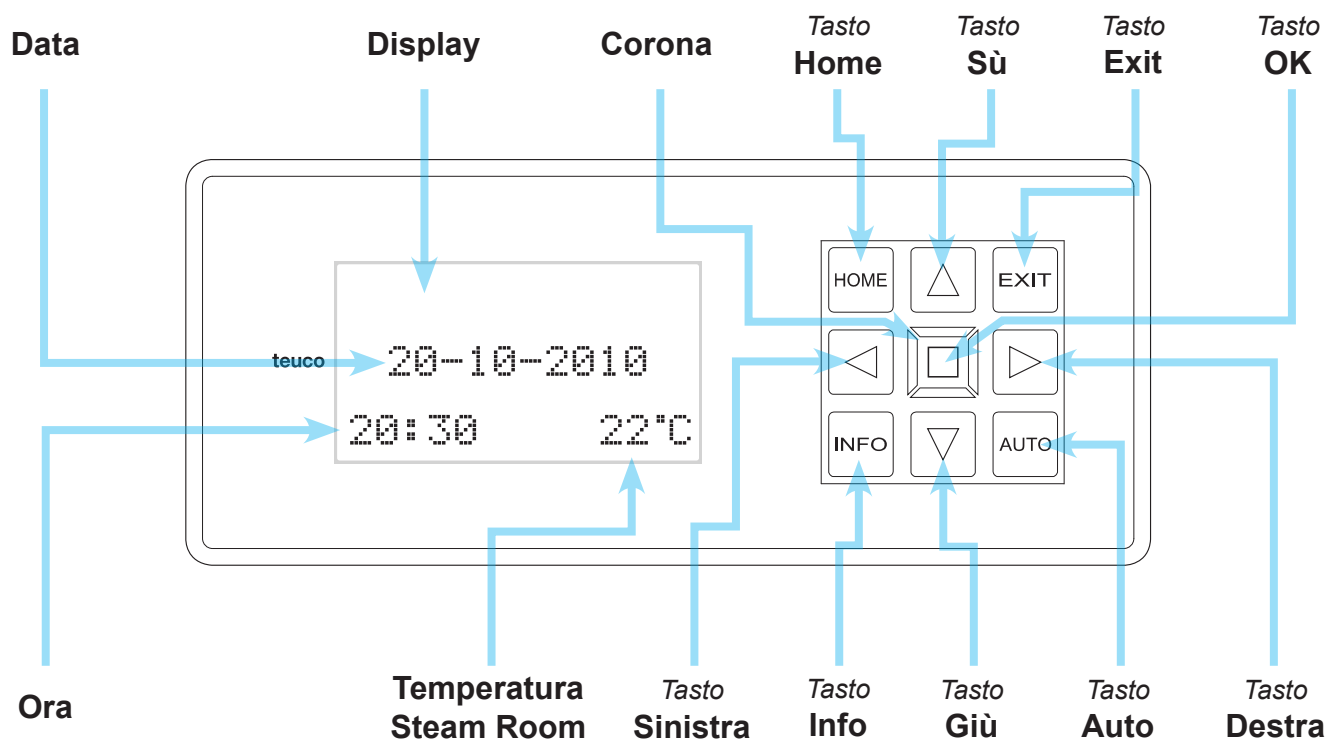 Data
Display
Corona
Tasto
Home
Tasto
Sù
Tasto
Exit
Tasto
OK
HOME
EXIT
teuco
20-10-2010
20:30
22°C
INFO
AUTO
Ora
Temperatura
Steam Room
Tasto
Sinistra
Tasto
Info
Tasto
Giù
Tasto
Auto
Tasto
Destra